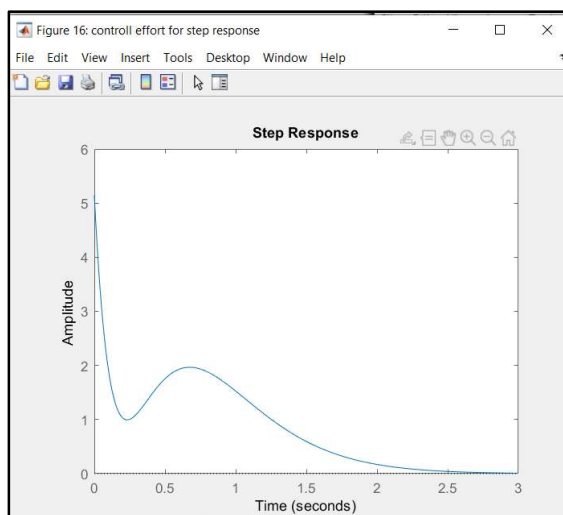 Figure 16: controll effort for step response
File Edit View Insert Tools Desktop Window Help
Step Response
6
5
4
3
2
1
0
Amplitude
0 0.5 1 1.5 2 2.5 3
Time (seconds)